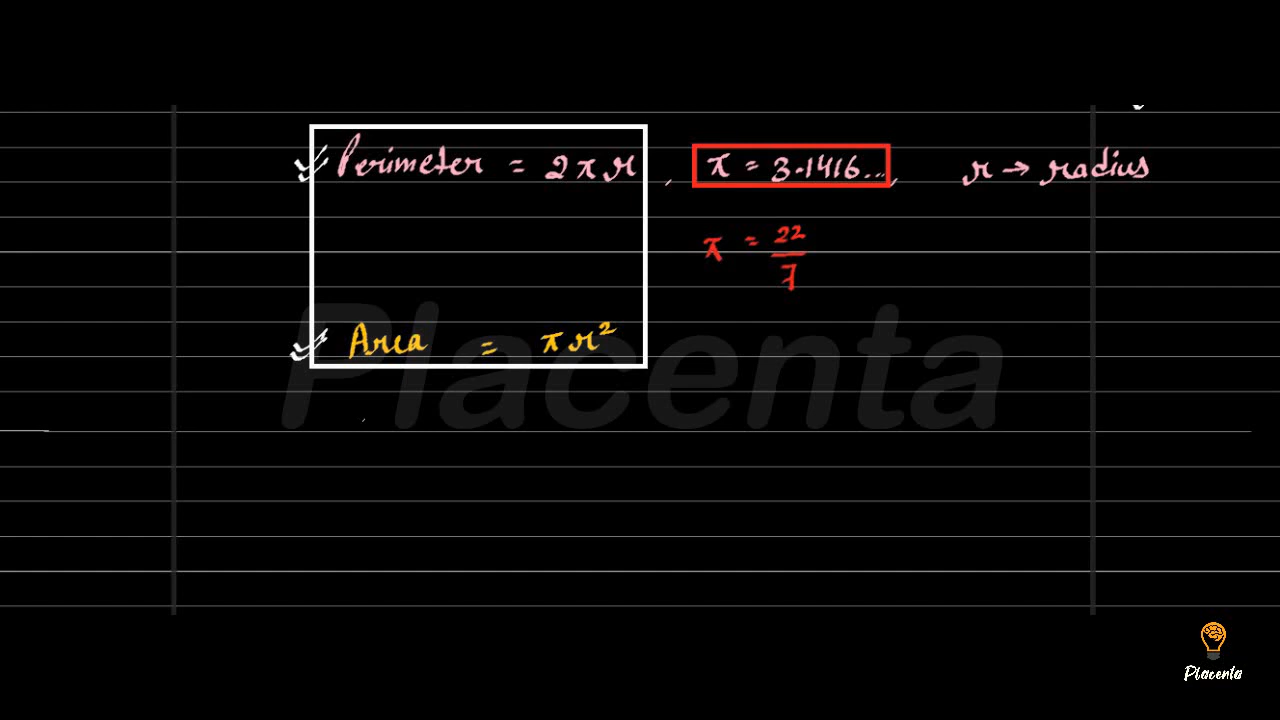 Perimeter = 2πr , π = 3.1416..., r → radius
π = 22/7
Area = πr²
Placenta
Placenta